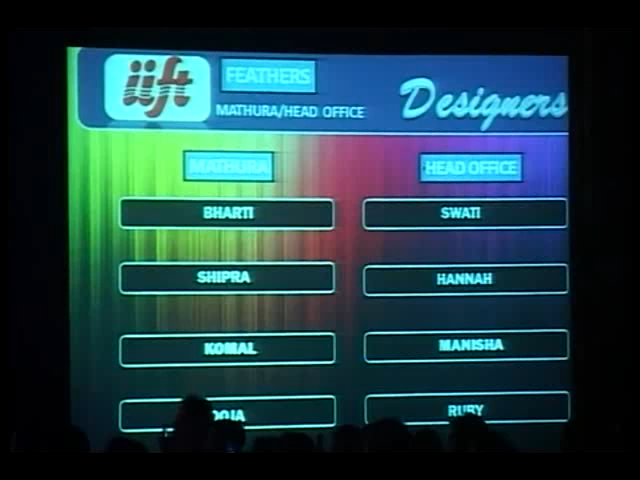 iift
FEATHERS
MATHURA/HEAD OFFICE
Designers
MATHURA
HEAD OFFICE
BHARTI
SWATI
SHIPRA
HANNAH
KOMAL
MANISHA
RUBY